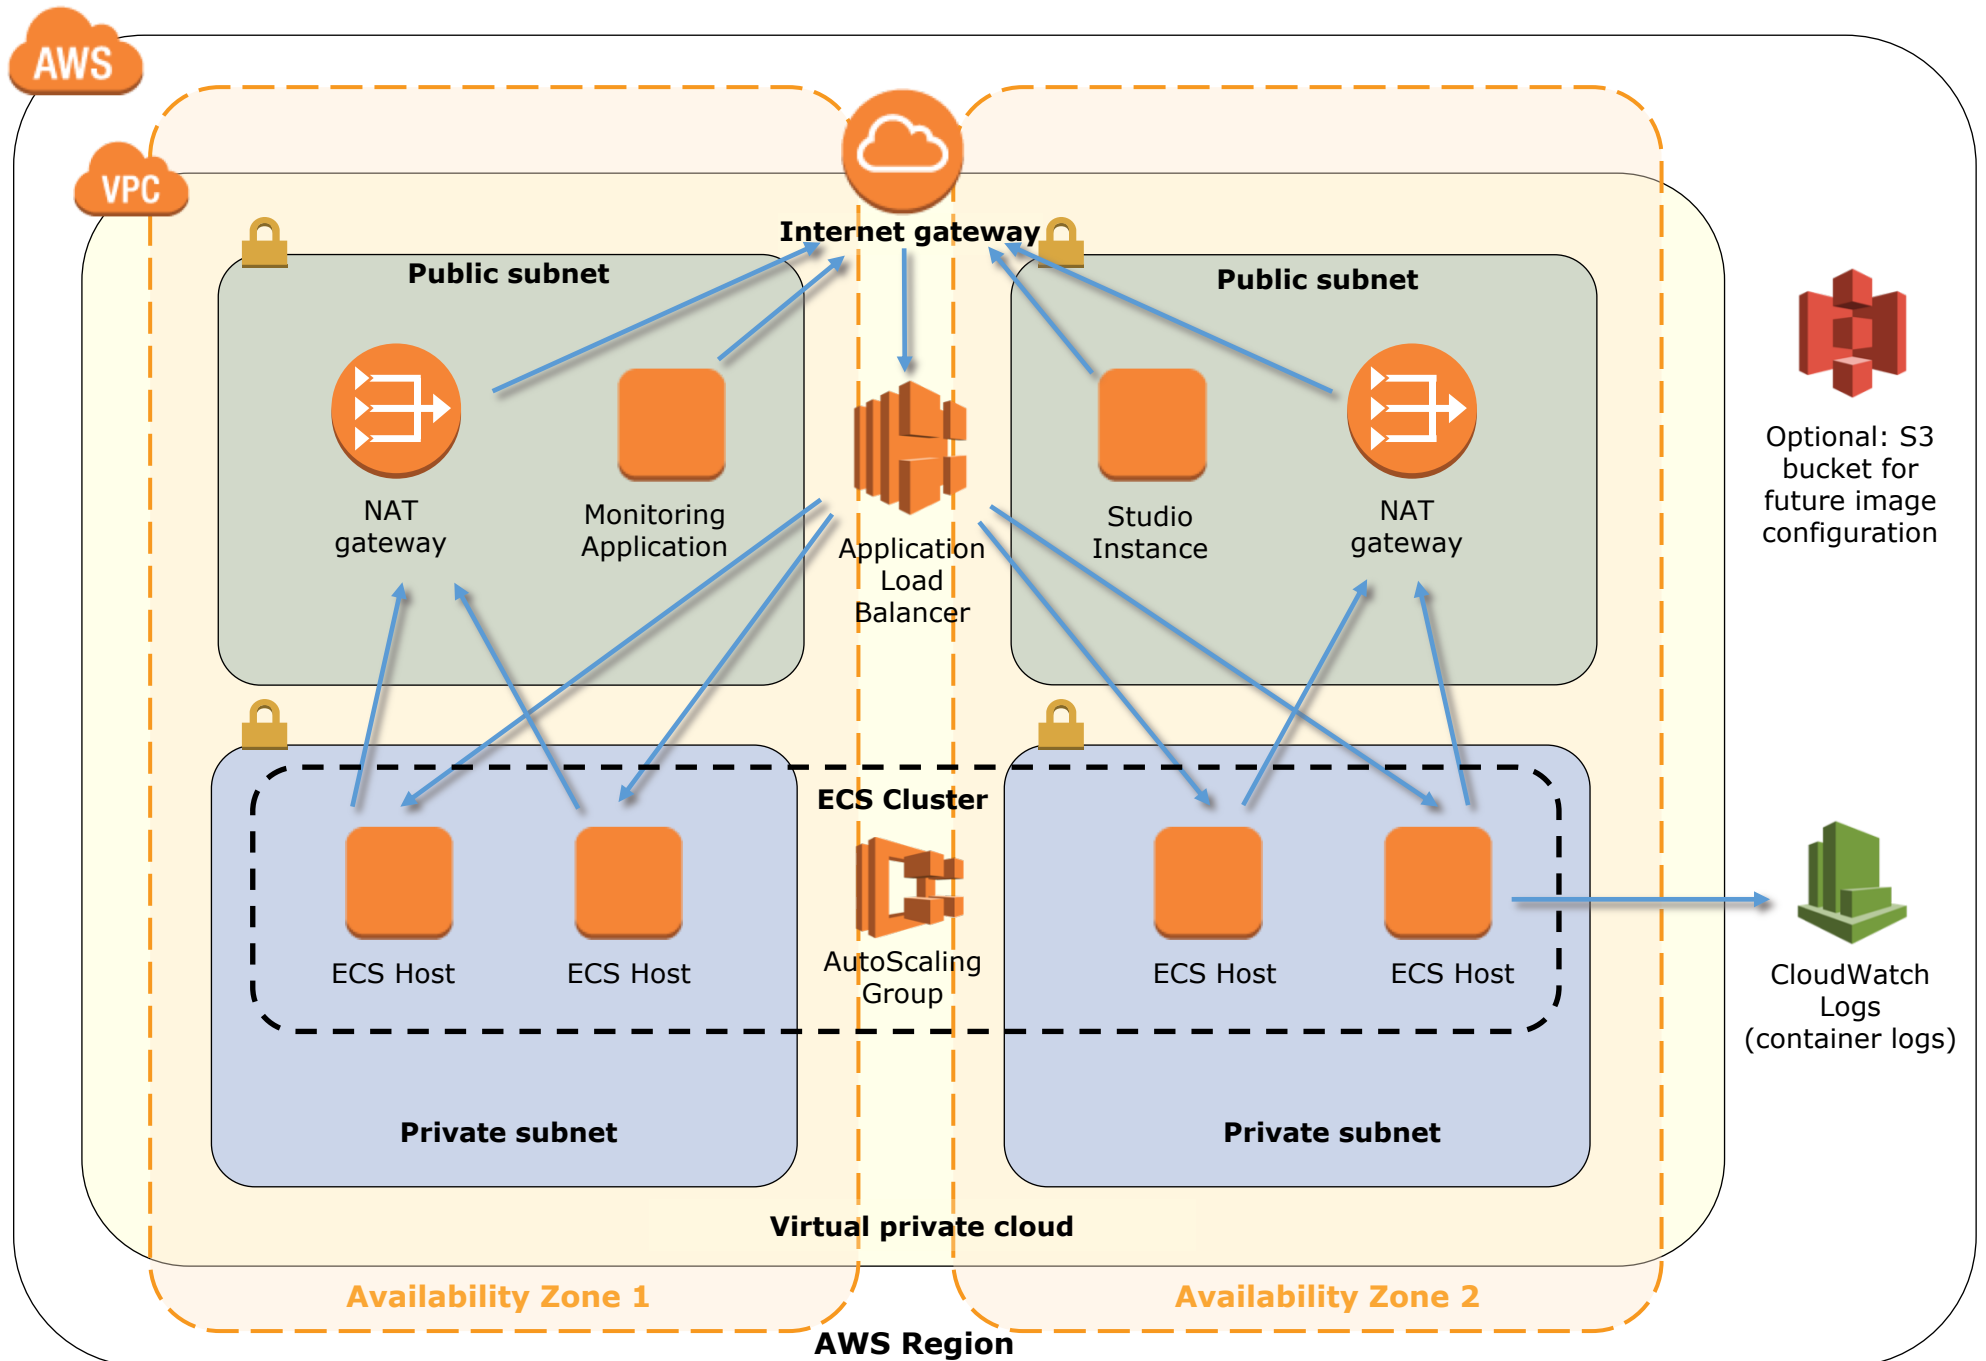 AWS
VPC
Internet gateway
Public subnet
Public subnet
NAT
gateway
Monitoring
Application
Application
Load
Balancer
Studio
Instance
NAT
gateway
Optional: S3
bucket for
future image
configuration
ECS Cluster
ECS Host
ECS Host
AutoScaling
Group
ECS Host
ECS Host
CloudWatch
Logs
(container logs)
Private subnet
Private subnet
Virtual private cloud
Availability Zone 1
Availability Zone 2
AWS Region